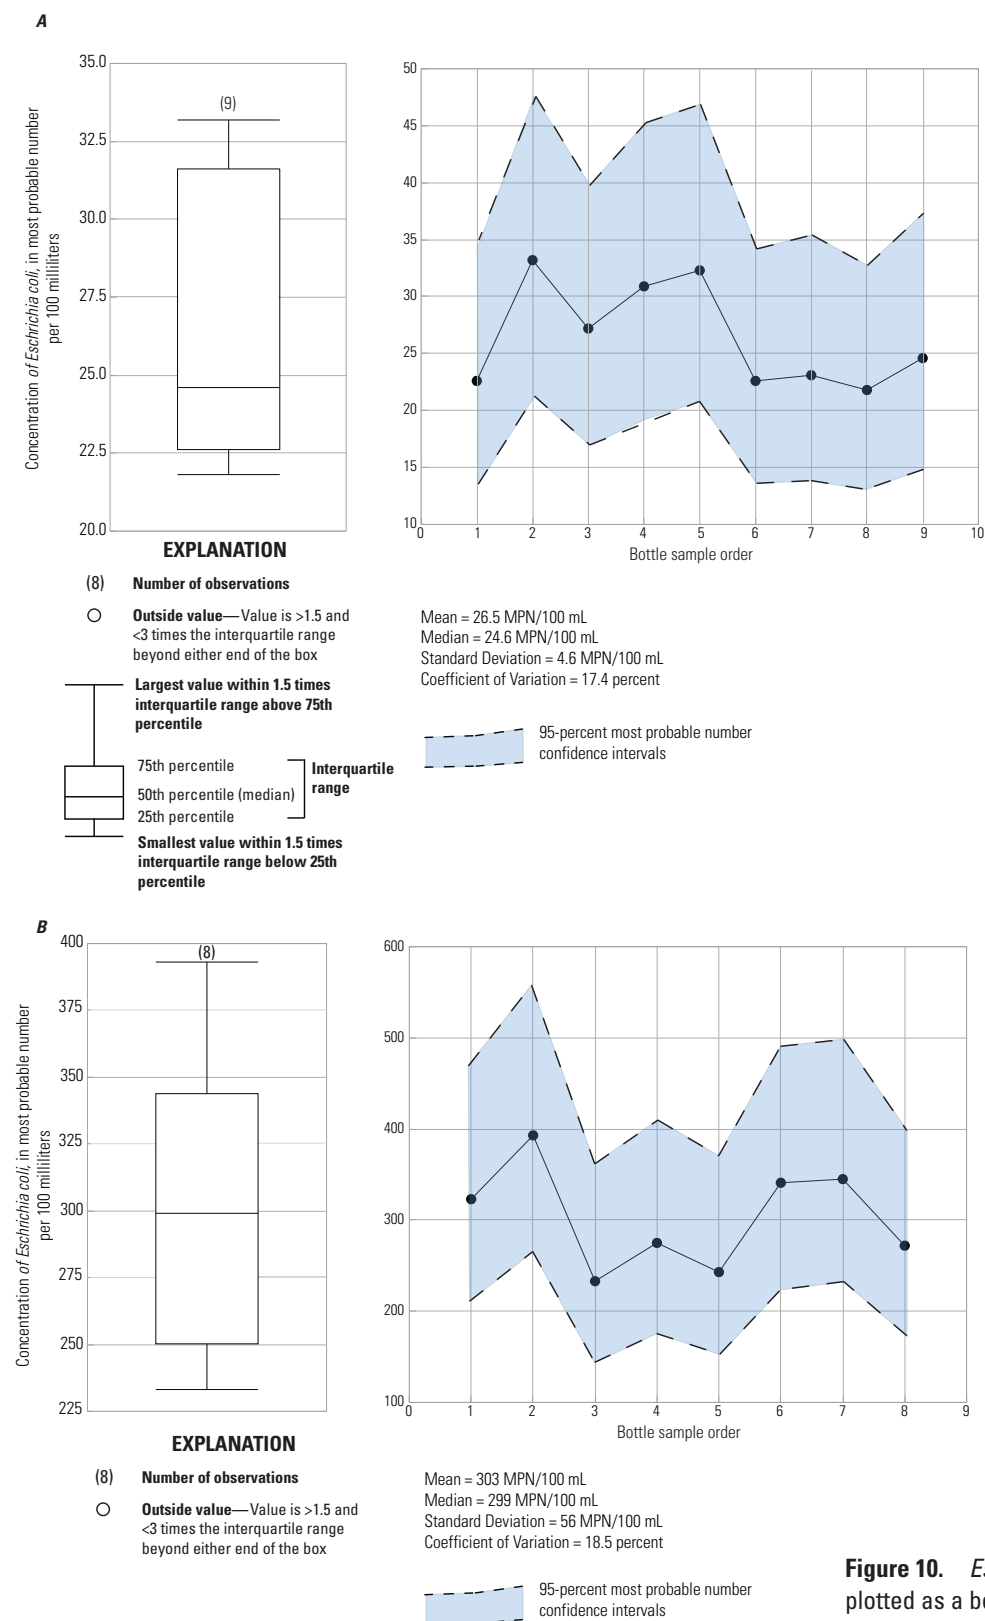 A
Concentration of Eschrichia coli, in most probable number
per 100 milliliters
35.0
32.5
30.0
27.5
25.0
22.5
20.0
(9)
50
45
40
35
30
25
20
15
10
0 1 2 3 4 5 6 7 8 9 10
Bottle sample order
EXPLANATION
(8) Number of observations
Outside value—Value is >1.5 and
<3 times the interquartile range
beyond either end of the box
Largest value within 1.5 times
interquartile range above 75th
percentile
75th percentile
50th percentile (median)
25th percentile
Interquartile
range
Smallest value within 1.5 times
interquartile range below 25th
percentile
Mean = 26.5 MPN/100 mL
Median = 24.6 MPN/100 mL
Standard Deviation = 4.6 MPN/100 mL
Coefficient of Variation = 17.4 percent
95-percent most probable number
confidence intervals
B
Concentration of Eschrichia coli, in most probable number
per 100 milliliters
400
375
350
325
300
275
250
225
(8)
600
500
400
300
200
100
0 1 2 3 4 5 6 7 8 9
Bottle sample order
EXPLANATION
(8) Number of observations
Outside value—Value is >1.5 and
<3 times the interquartile range
beyond either end of the box
Mean = 303 MPN/100 mL
Median = 299 MPN/100 mL
Standard Deviation = 56 MPN/100 mL
Coefficient of Variation = 18.5 percent
95-percent most probable number
confidence intervals
Figure 10.
plotted as a